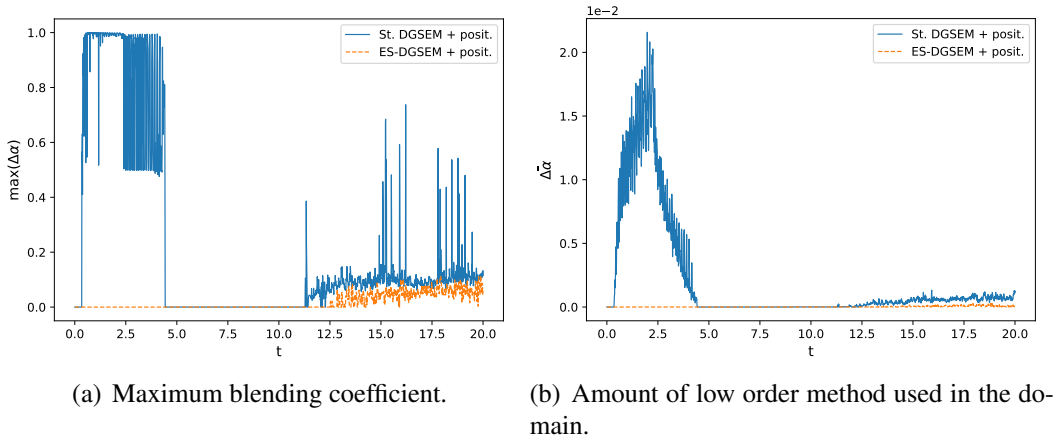 1e−2
St. DGSEM + posit.
ES-DGSEM + posit.
1.0
0.8
0.6
0.4
0.2
0.0
max(Δα)
0.0 2.5 5.0 7.5 10.0 12.5 15.0 17.5 20.0
t
St. DGSEM + posit.
ES-DGSEM + posit.
2.0
1.5
1.0
0.5
0.0
Δᾱ
0.0 2.5 5.0 7.5 10.0 12.5 15.0 17.5 20.0
t
(a) Maximum blending coefficient.
(b) Amount of low order method used in the do-
main.